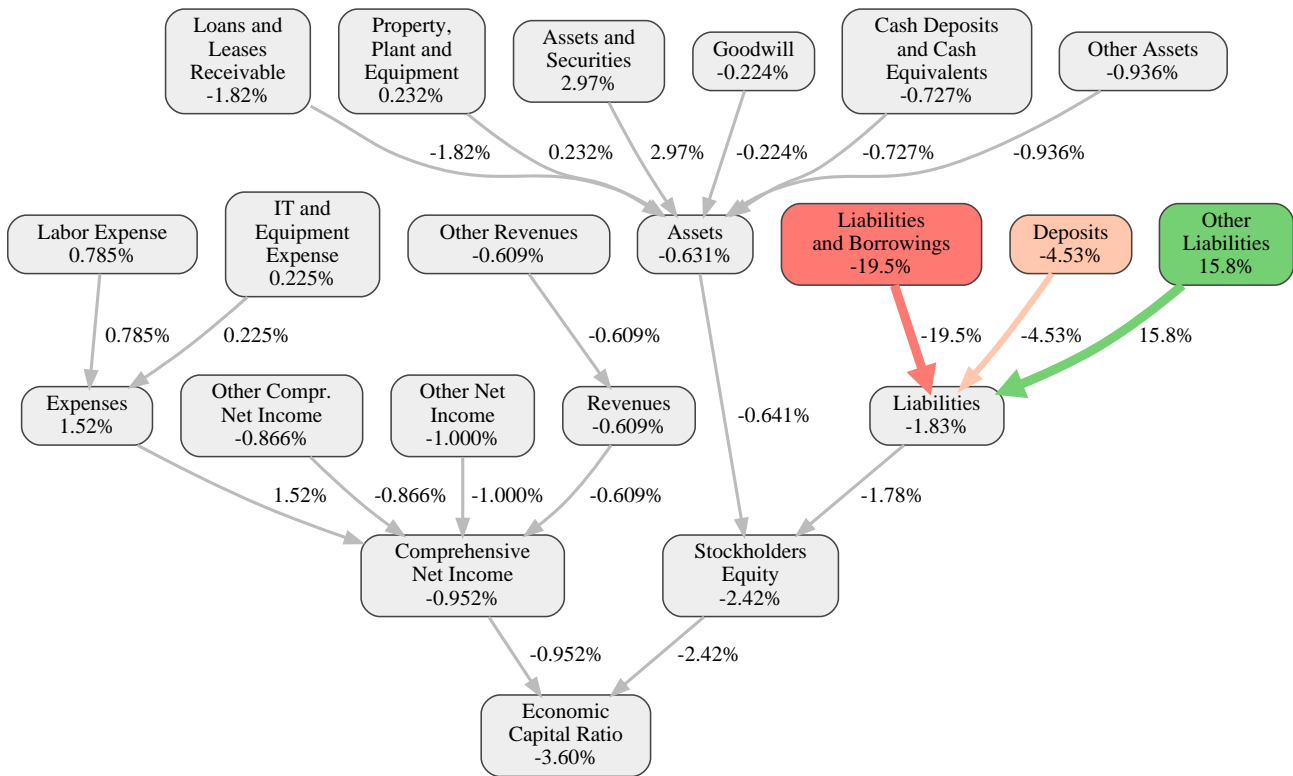 Loans and
Leases
Receivable
-1.82%
Property,
Plant and
Equipment
0.232%
Assets and
Securities
2.97%
Goodwill
-0.224%
Cash Deposits
and Cash
Equivalents
-0.727%
Other Assets
-0.936%
-1.82%
0.232%
2.97%
-0.224%
-0.727%
-0.936%
Labor Expense
0.785%
IT and
Equipment
Expense
0.225%
Other Revenues
-0.609%
Assets
-0.631%
Liabilities
and Borrowings
-19.5%
Deposits
-4.53%
Other
Liabilities
15.8%
0.785%
0.225%
-0.609%
-0.641%
-19.5%
-4.53%
15.8%
Expenses
1.52%
Other Compr.
Net Income
-0.866%
Other Net
Income
-1.000%
Revenues
-0.609%
Liabilities
-1.83%
1.52%
-0.866%
-1.000%
-0.609%
-1.78%
Comprehensive
Net Income
-0.952%
Stockholders
Equity
-2.42%
-0.952%
-2.42%
Economic
Capital Ratio
-3.60%